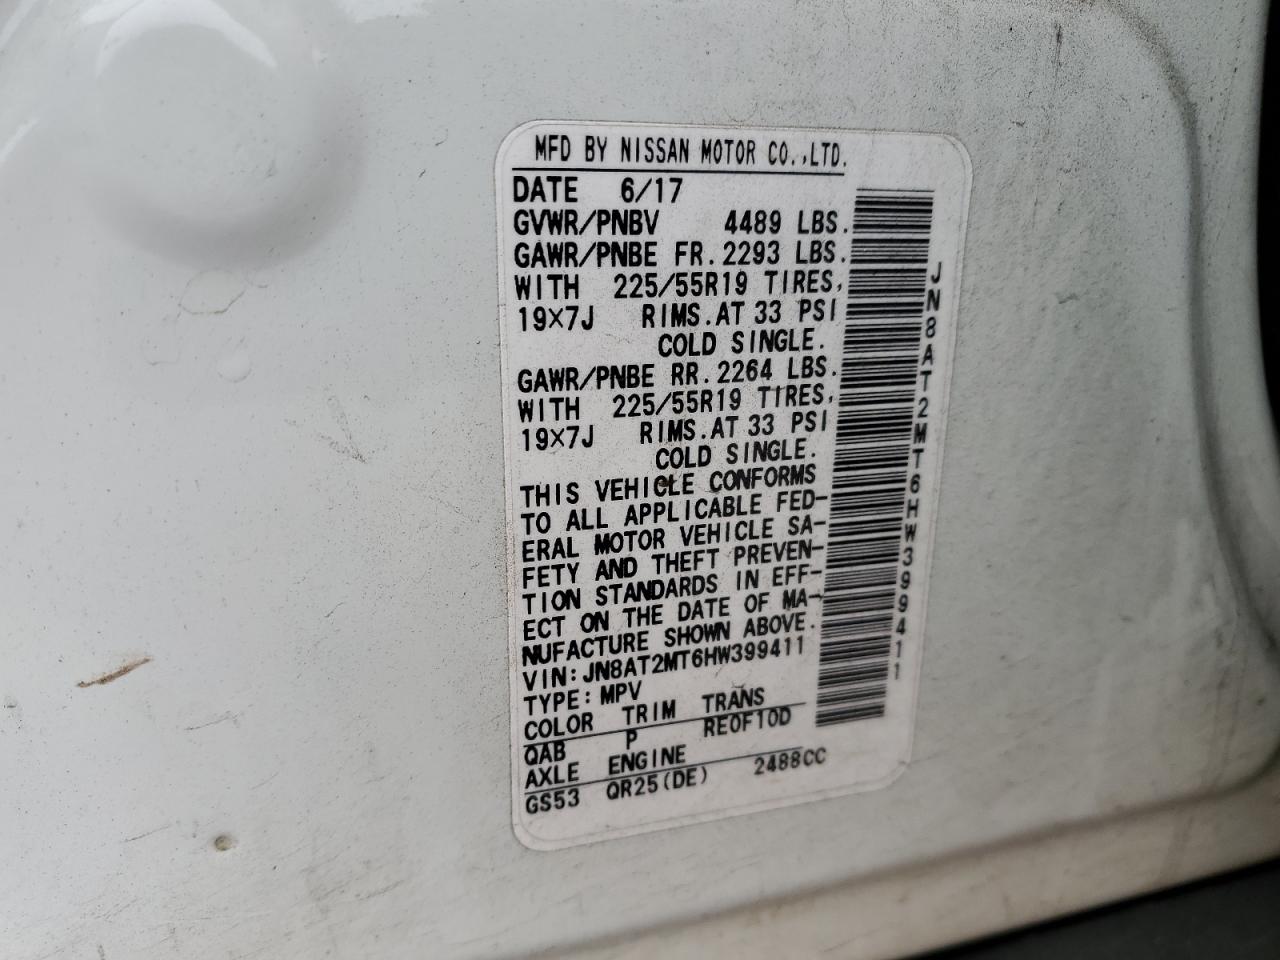 MFD BY NISSAN MOTOR CO.,LTD.
DATE 6/17
GVWR/PNBV 4489 LBS.
GAWR/PNBE FR. 2293 LBS.
WITH 225/55R19 TIRES,
19×7J RIMS. AT 33 PSI
COLD SINGLE.
GAWR/PNBE RR. 2264 LBS.
WITH 225/55R19 TIRES,
19×7J RIMS. AT 33 PSI
COLD SINGLE.
THIS VEHICLE CONFORMS
TO ALL APPLICABLE FED-
ERAL MOTOR VEHICLE SA-
FETY AND THEFT PREVEN-
TION STANDARDS IN EFF-
ECT ON THE DATE OF MA-
NUFACTURE SHOWN ABOVE.
VIN: JN8AT2MT6HW399411
TYPE: MPV
COLOR TRIM TRANS
QAB P RE0F10D
AXLE ENGINE
GS53 QR25(DE) 2488CC
JN8AT2MT6HW399411